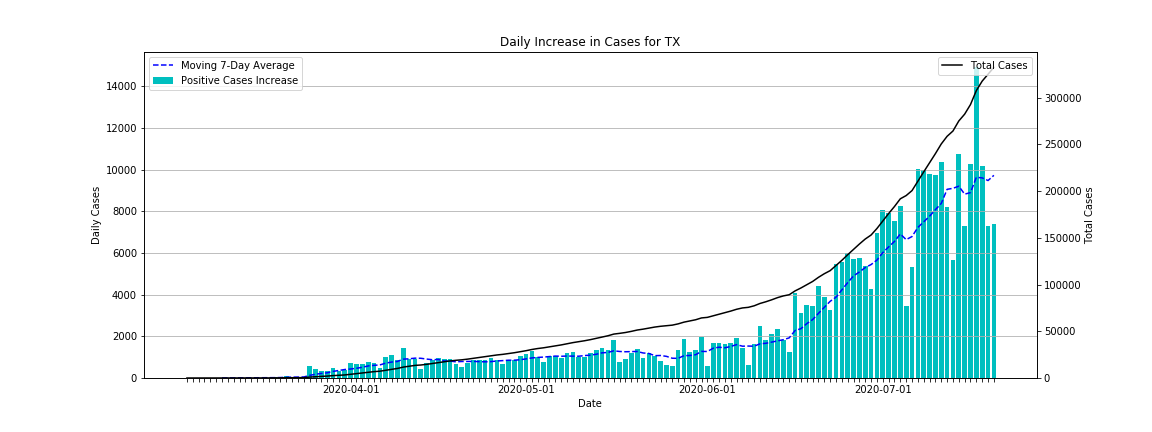 Daily Increase in Cases for TX
Moving 7-Day Average
Positive Cases Increase
Total Cases
14000
12000
10000
8000
6000
4000
2000
0
Daily Cases
300000
250000
200000
150000
100000
50000
0
Total Cases
2020-04-01
2020-05-01
2020-06-01
2020-07-01
Date